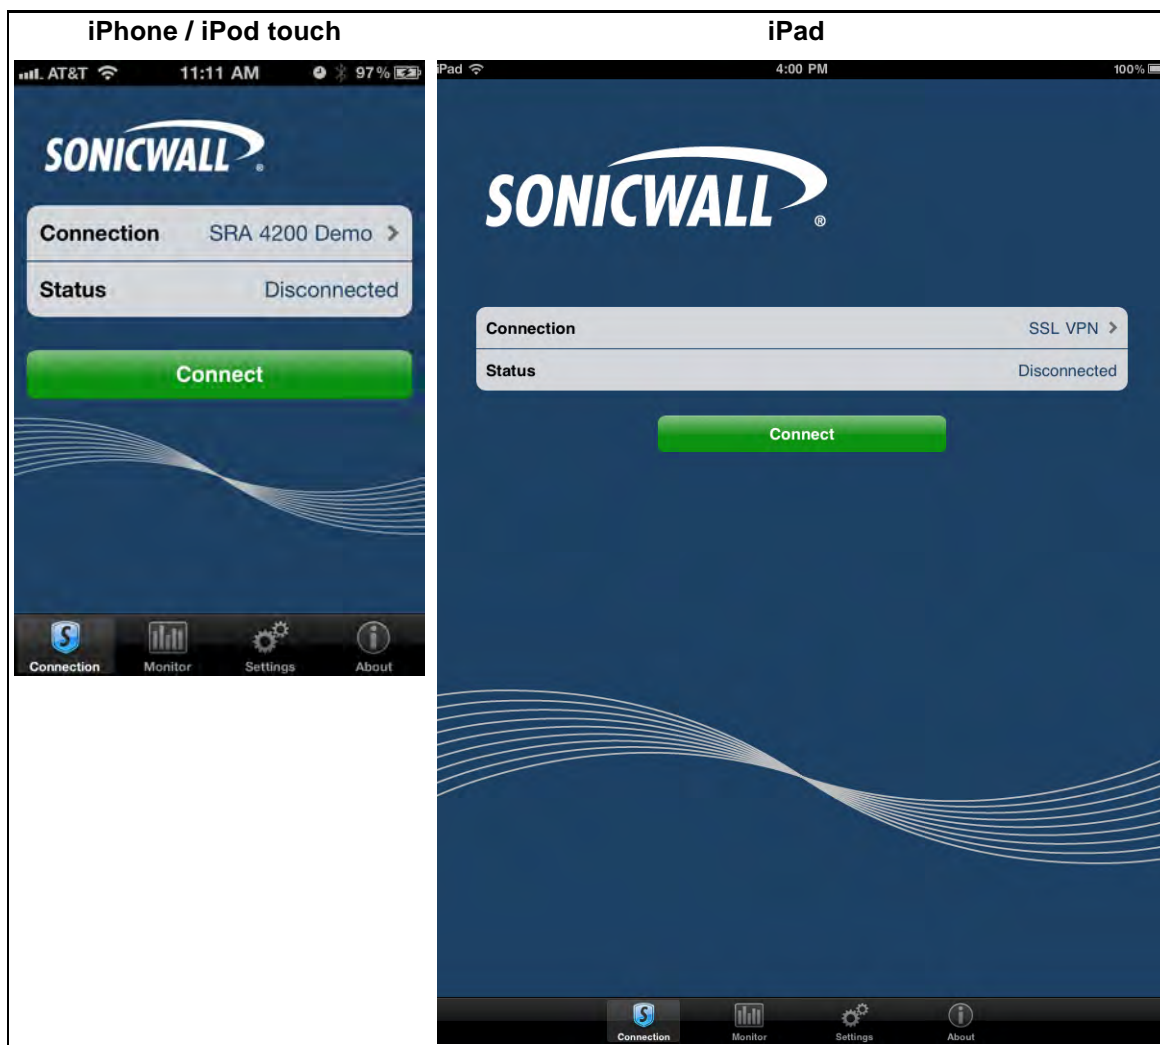 iPhone / iPod touch
AT&T 11:11 AM 97%
SONICWALL®
Connection SRA 4200 Demo >
Status Disconnected
Connect
Connection Monitor Settings About
iPad
iPad 4:00 PM 100%
SONICWALL®
Connection SSL VPN >
Status Disconnected
Connect
Connection Monitor Settings About